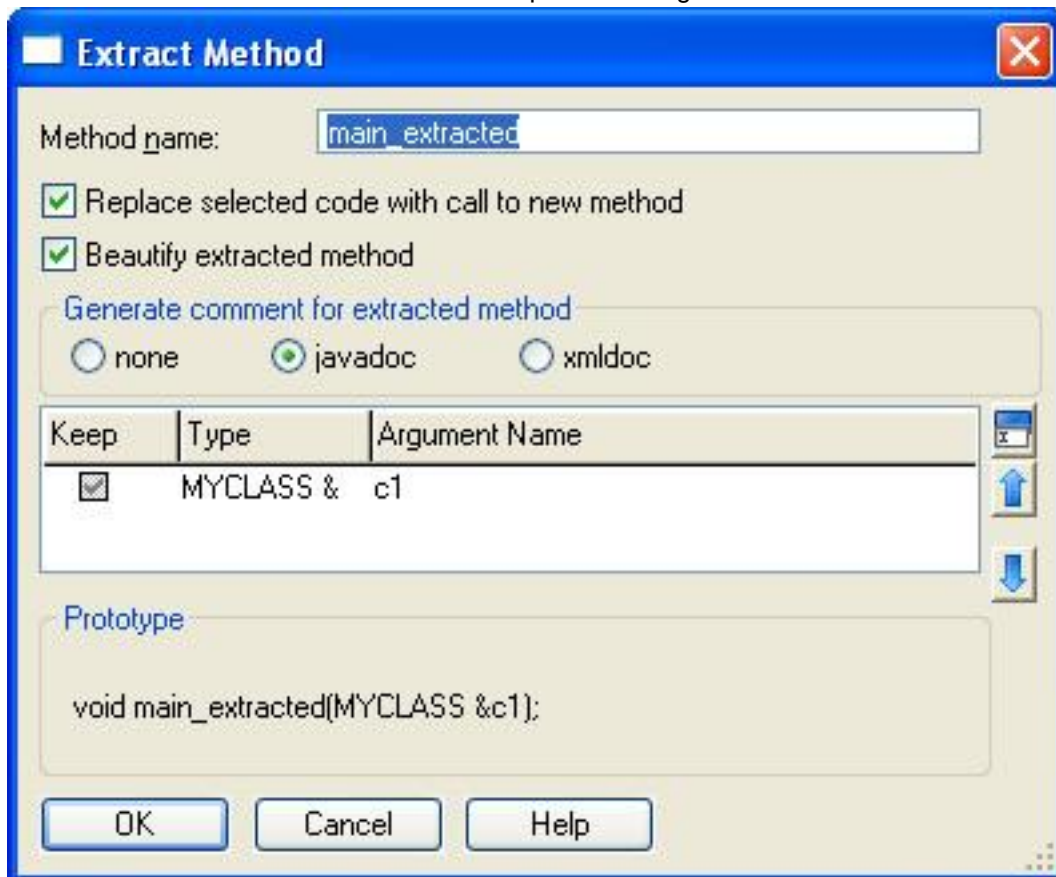 Extract Method
Method name: main_extracted
Replace selected code with call to new method
Beautify extracted method
Generate comment for extracted method
none javadoc xmldoc
Keep Type Argument Name
MYCLASS & c1
Prototype
void main_extracted(MYCLASS &c1);
OK Cancel Help